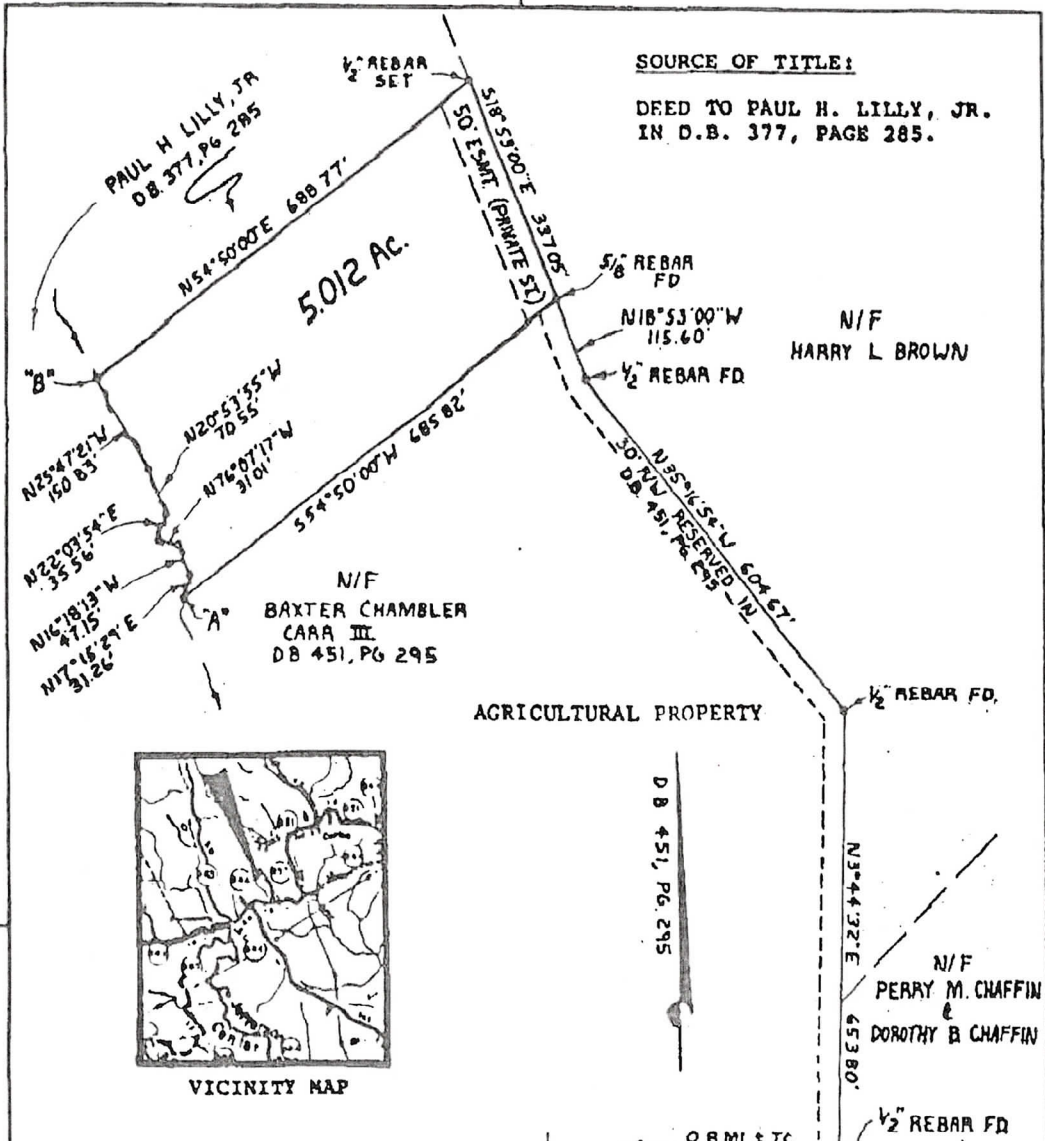 ½" REBAR
SET
SOURCE OF TITLE:
DEED TO PAUL H. LILLY, JR.
IN D.B. 377, PAGE 285.
PAUL H LILLY, JR
D.B. 377, PG 285
N54°50'00"E 688 77'
S18°53'00"E 337 05'
50' ESMT. (PRIVATE ST.)
5.012 Ac.
5/8" REBAR
FD
N18°53'00"W
115.60'
½" REBAR FD.
N/F
HARRY L BROWN
"B"
N25°47'21"W
150 83'
N20°53'55"W
70 55'
N76°07'17"W
31 01'
N22°03'54"E
35 56'
N16°18'13"W
47.15'
N17°15'29"E
31.26'
"A"
S54°50'00"W 685 82'
N/F
BAXTER CHAMBLER
CARR III
DB 451, PG 295
N35°16'54"W 604 67'
30' R/W RESERVED IN
D.B. 451, PG. 295
½" REBAR FD.
AGRICULTURAL PROPERTY
D B 451, PG. 295
N3°44'32"E 653 80'
N/F
PERRY M. CHAFFIN
&
DOROTHY B CHAFFIN
Center
VICINITY MAP
½" REBAR FD